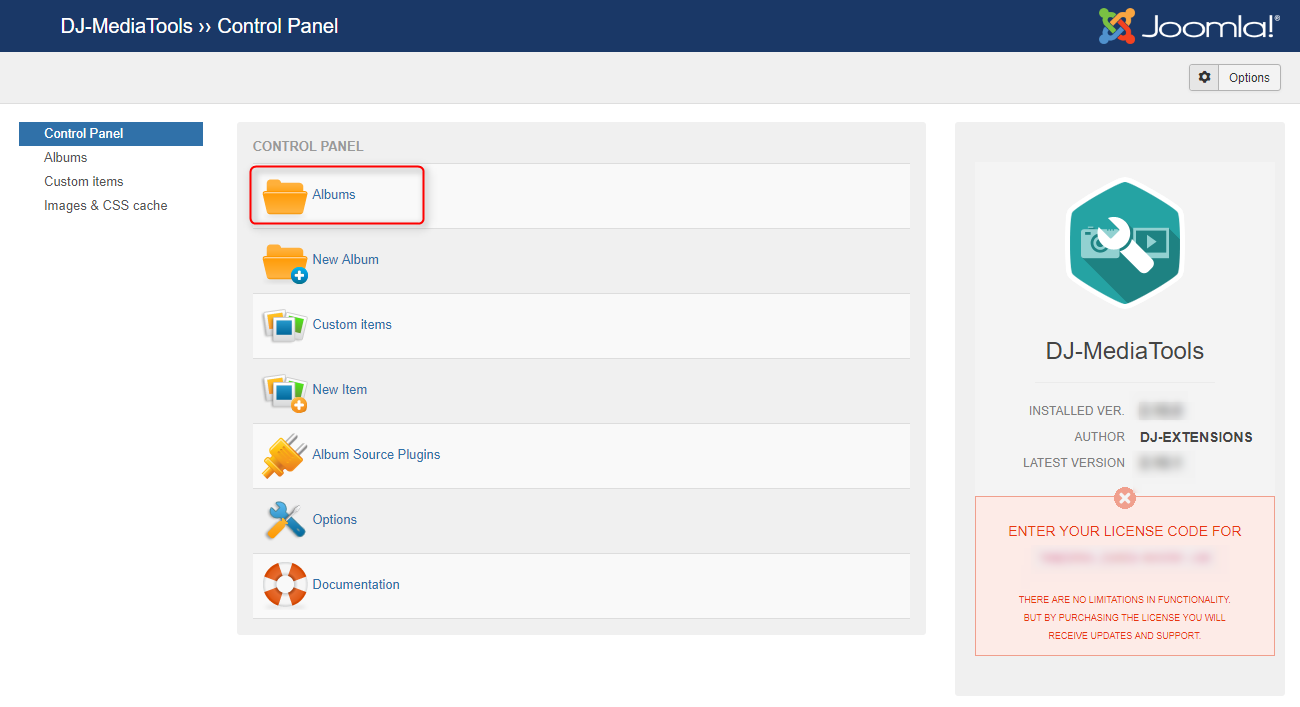 DJ-MediaTools ›› Control Panel
Joomla!®
Options
Control Panel
Albums
Custom items
Images & CSS cache
CONTROL PANEL
Albums
New Album
Custom items
New Item
Album Source Plugins
Options
Documentation
DJ-MediaTools
INSTALLED VER.
AUTHOR DJ-EXTENSIONS
LATEST VERSION
ENTER YOUR LICENSE CODE FOR
THERE ARE NO LIMITATIONS IN FUNCTIONALITY.
BUT BY PURCHASING THE LICENSE YOU WILL
RECEIVE UPDATES AND SUPPORT.